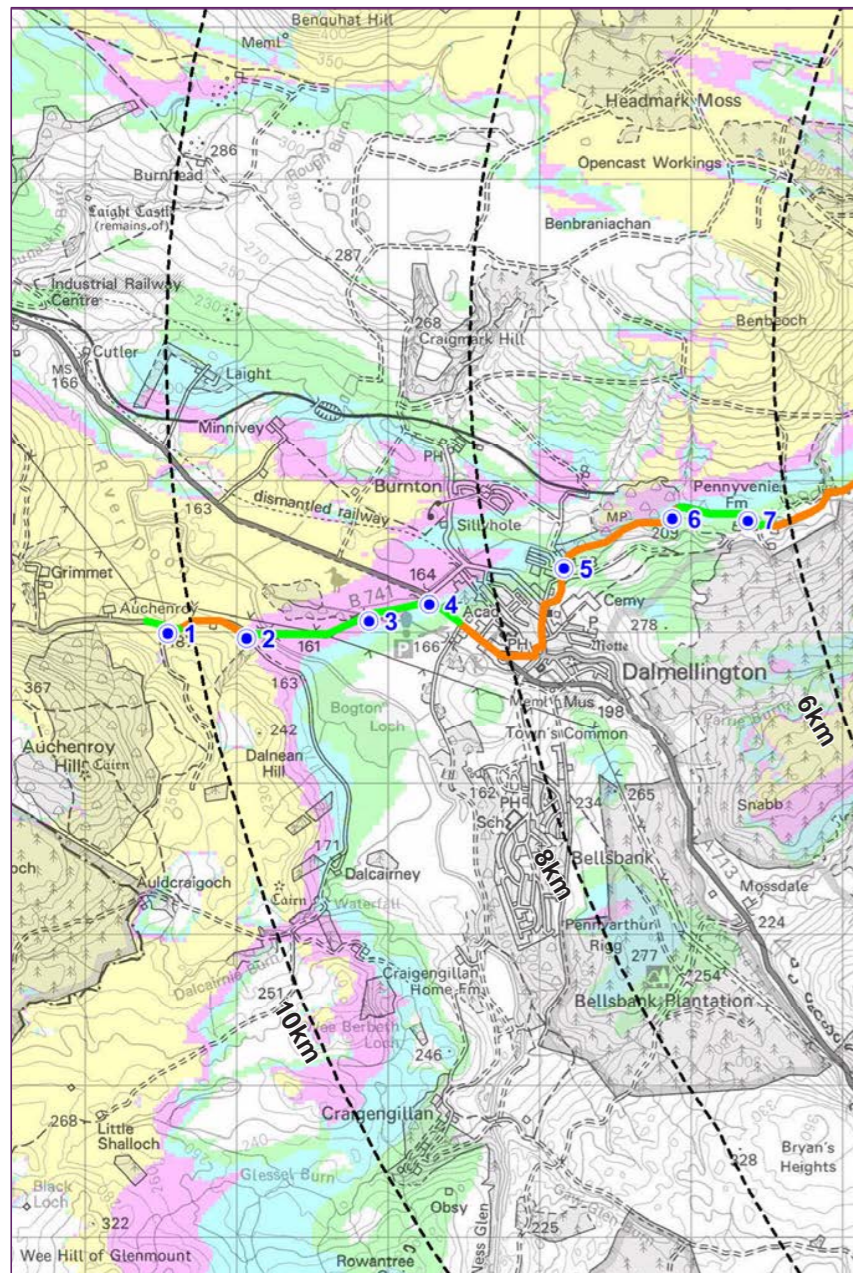 Benquhat Hill
Meml
400
350
Headmark Moss
286
300
Burnhead
Rough Burn
280
Opencast Workings
Laight Castle
(remains of)
270
250
287
Benbraniachan
Industrial Railway
Centre
230
268
Craigmark Hill
Benbeoch
Cutler
MS
166
Laight
Minnivey
PH
Burnton
Pennyvenie
Fm
dismantled railway
163
Sillyhole
MP
209
6
7
5
Grimmet
164
B 741
Auchenroy
4
Acad
Cemy
278
1
2
3
161
P
166
PH
P
Motte
367
163
Dalmellington
Bogton
Loch
Meml
Mus
198
6km
242
Town's Common
Auchenroy
Hill
Cairn
Dalnean
Hill
162
PH
234
265
Snabb
Sch
A713
171
8km
Bellsbank
Auldcraigoch
Dalcairney
Mossdale
Cairn
Waterfall
224
Pennyarthur
Rigg
277
Dalcairnie Burn
Craigengillan
Home Fm
254
251
10km
Wee Berbeth
Loch
Bellsbank Plantation
246
268
Craigengillan
Little
Shalloch
240
Bryan's
Heights
328
Black
Loch
Glessel Burn
Obsy
Ness Glen
225
322
Wee Hill of Glenmount
Rowantree